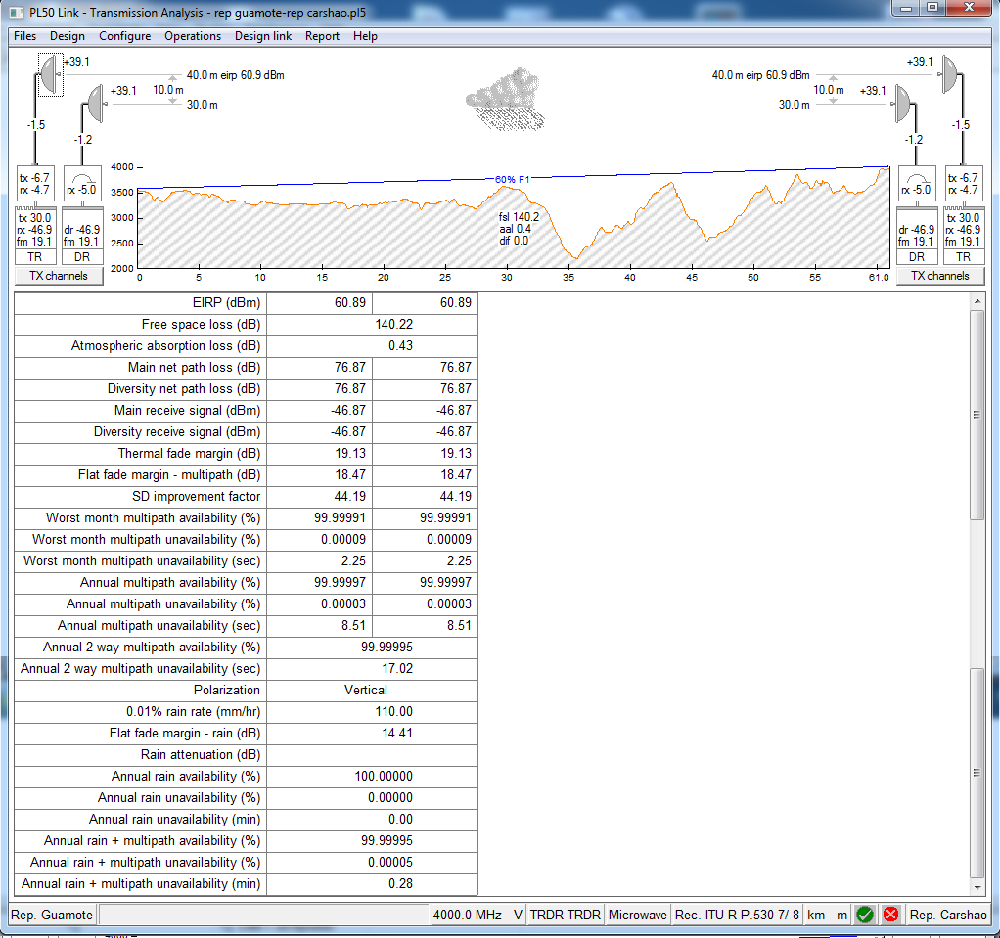 PL50 Link - Transmission Analysis - rep guamote-rep carshao.pl5
Files Design Configure Operations Design link Report Help
+39.1
40.0 m eirp 60.9 dBm
+39.1
10.0 m
30.0 m
-1.5
-1.2
40.0 m eirp 60.9 dBm
+39.1
10.0 m
+39.1
30.0 m
-1.2
-1.5
tx -6.7
rx -4.7
rx -5.0
tx 30.0
rx -46.9
fm 19.1
TR
dr -46.9
fm 19.1
DR
TX channels
4000
3500
3000
2500
2000
60% F1
fsl 140.2
aal 0.4
dif 0.0
0 5 10 15 20 25 30 35 40 45 50 55 61.0
rx -5.0
tx -6.7
rx -4.7
dr -46.9
fm 19.1
DR
tx 30.0
rx -46.9
fm 19.1
TR
TX channels
EIRP (dBm) 60.89 60.89
Free space loss (dB) 140.22
Atmospheric absorption loss (dB) 0.43
Main net path loss (dB) 76.87 76.87
Diversity net path loss (dB) 76.87 76.87
Main receive signal (dBm) -46.87 -46.87
Diversity receive signal (dBm) -46.87 -46.87
Thermal fade margin (dB) 19.13 19.13
Flat fade margin - multipath (dB) 18.47 18.47
SD improvement factor 44.19 44.19
Worst month multipath availability (%) 99.99991 99.99991
Worst month multipath unavailability (%) 0.00009 0.00009
Worst month multipath unavailability (sec) 2.25 2.25
Annual multipath availability (%) 99.99997 99.99997
Annual multipath unavailability (%) 0.00003 0.00003
Annual multipath unavailability (sec) 8.51 8.51
Annual 2 way multipath availability (%) 99.99995
Annual 2 way multipath unavailability (sec) 17.02
Polarization Vertical
0.01% rain rate (mm/hr) 110.00
Flat fade margin - rain (dB) 14.41
Rain attenuation (dB)
Annual rain availability (%) 100.00000
Annual rain unavailability (%) 0.00000
Annual rain unavailability (min) 0.00
Annual rain + multipath availability (%) 99.99995
Annual rain + multipath unavailability (%) 0.00005
Annual rain + multipath unavailability (min) 0.28
Rep. Guamote 4000.0 MHz - V TRDR-TRDR Microwave Rec. ITU-R P.530-7/ 8 km - m Rep. Carshao